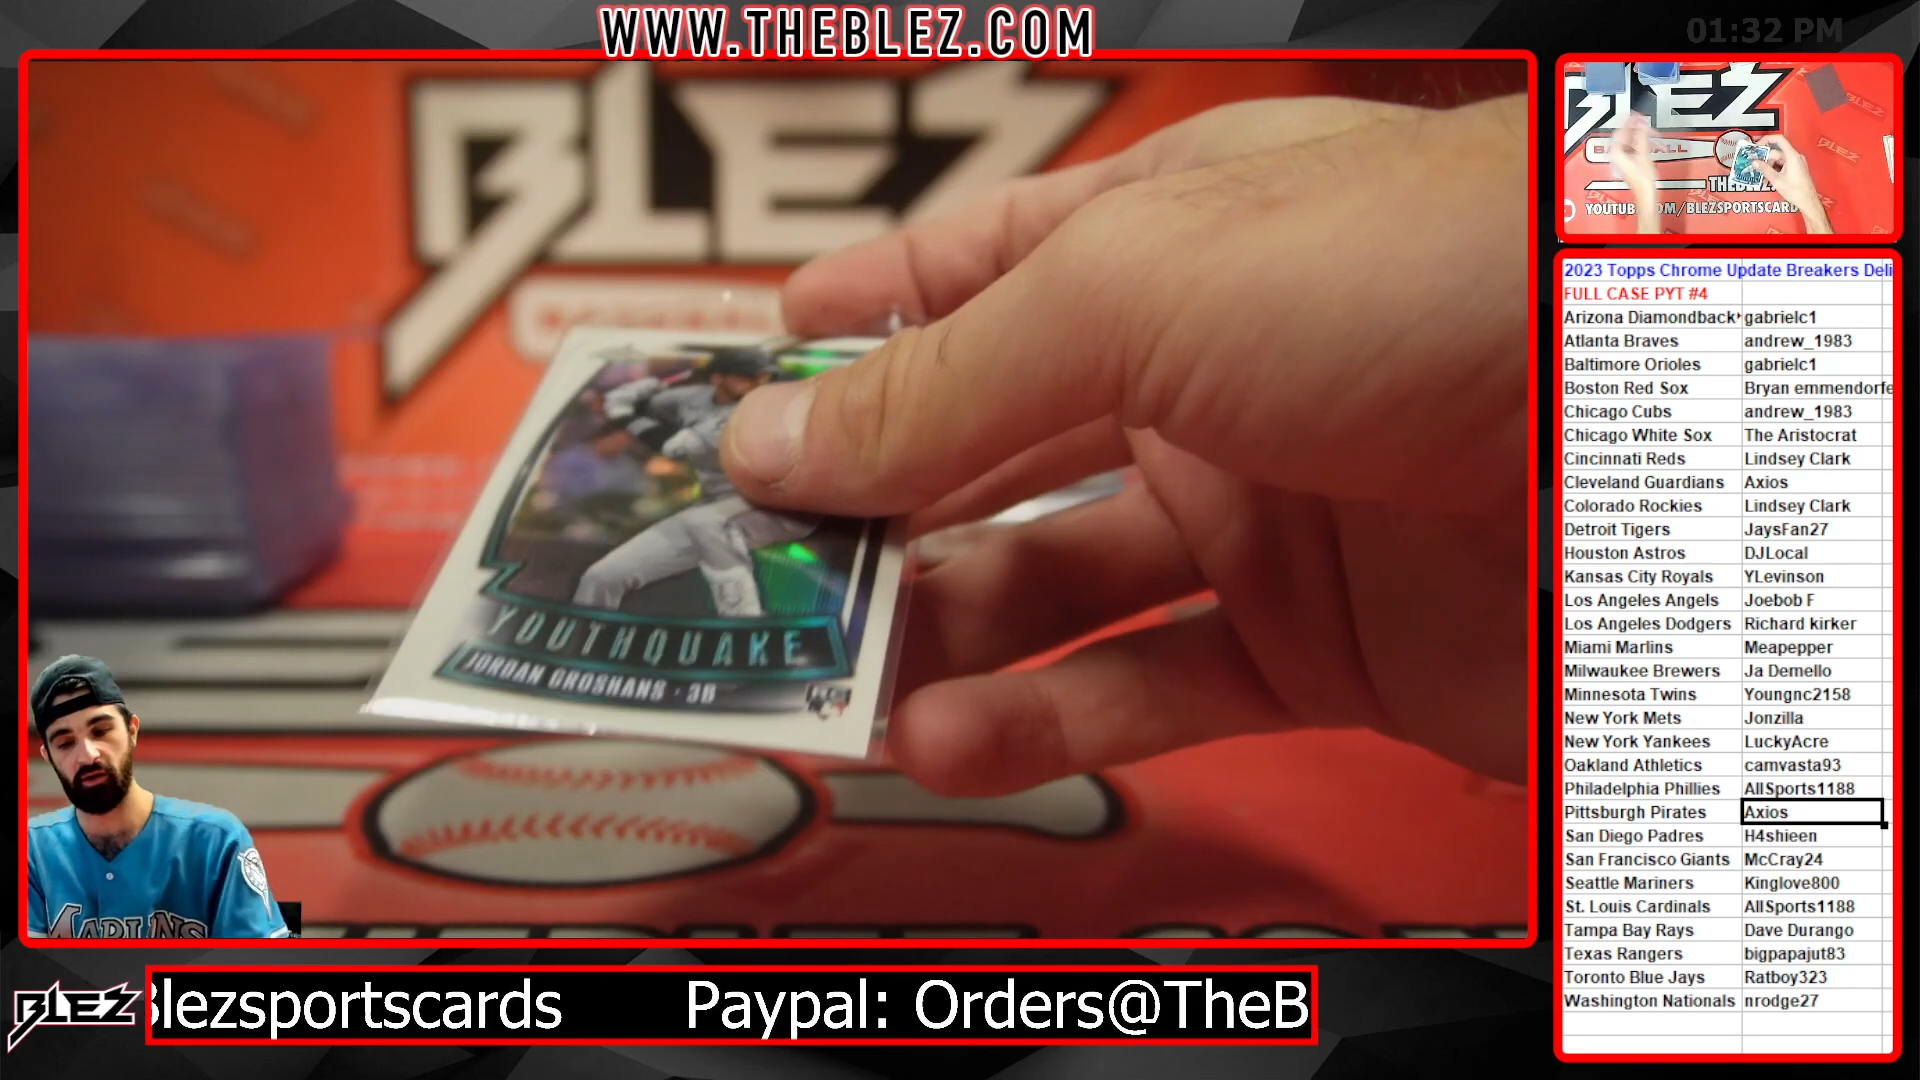 WWW.THEBLEZ.COM
01:32 PM
BLEZ
YOUTHQUAKE
JORDAN GROSHANS · 3B
RC
MARLINS
BLEZ
THEBLEZ
YOUTUB OM/BLEZSPORTSCARD
2023 Topps Chrome Update Breakers Deli
FULL CASE PYT #4
Arizona Diamondback gabrielc1
Atlanta Braves andrew_1983
Baltimore Orioles gabrielc1
Boston Red Sox Bryan emmendorfe
Chicago Cubs andrew_1983
Chicago White Sox The Aristocrat
Cincinnati Reds Lindsey Clark
Cleveland Guardians Axios
Colorado Rockies Lindsey Clark
Detroit Tigers JaysFan27
Houston Astros DJLocal
Kansas City Royals YLevinson
Los Angeles Angels Joebob F
Los Angeles Dodgers Richard kirker
Miami Marlins Meapepper
Milwaukee Brewers Ja Demello
Minnesota Twins Youngnc2158
New York Mets Jonzilla
New York Yankees LuckyAcre
Oakland Athletics camvasta93
Philadelphia Phillies AllSports1188
Pittsburgh Pirates Axios
San Diego Padres H4shieen
San Francisco Giants McCray24
Seattle Mariners Kinglove800
St. Louis Cardinals AllSports1188
Tampa Bay Rays Dave Durango
Texas Rangers bigpapajut83
Toronto Blue Jays Ratboy323
Washington Nationals nrodge27
BLEZ
Blezsportscards Paypal: Orders@TheB